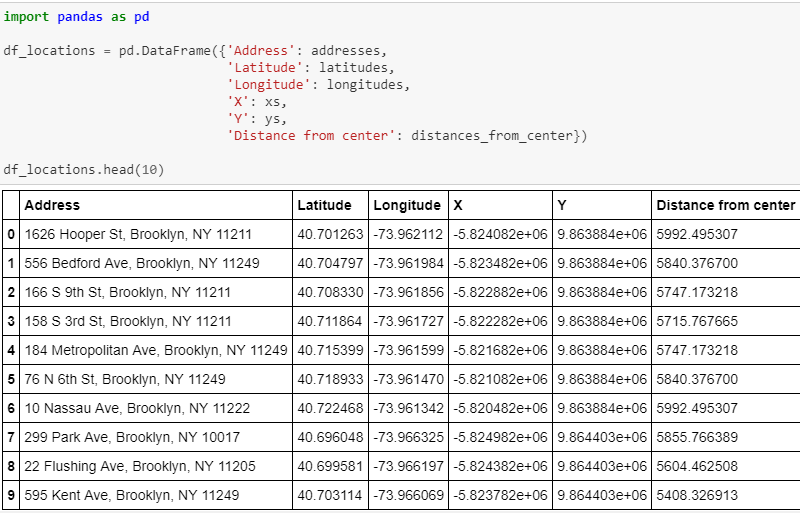 import pandas as pd
df_locations = pd.DataFrame({'Address': addresses,
'Latitude': latitudes,
'Longitude': longitudes,
'X': xs,
'Y': ys,
'Distance from center': distances_from_center})
df_locations.head(10)
Address Latitude Longitude X Y Distance from center
0 1626 Hooper St, Brooklyn, NY 11211 40.701263 -73.962112 -5.824082e+06 9.863884e+06 5992.495307
1 556 Bedford Ave, Brooklyn, NY 11249 40.704797 -73.961984 -5.823482e+06 9.863884e+06 5840.376700
2 166 S 9th St, Brooklyn, NY 11211 40.708330 -73.961856 -5.822882e+06 9.863884e+06 5747.173218
3 158 S 3rd St, Brooklyn, NY 11211 40.711864 -73.961727 -5.822282e+06 9.863884e+06 5715.767665
4 184 Metropolitan Ave, Brooklyn, NY 11249 40.715399 -73.961599 -5.821682e+06 9.863884e+06 5747.173218
5 76 N 6th St, Brooklyn, NY 11249 40.718933 -73.961470 -5.821082e+06 9.863884e+06 5840.376700
6 10 Nassau Ave, Brooklyn, NY 11222 40.722468 -73.961342 -5.820482e+06 9.863884e+06 5992.495307
7 299 Park Ave, Brooklyn, NY 10017 40.696048 -73.966325 -5.824982e+06 9.864403e+06 5855.766389
8 22 Flushing Ave, Brooklyn, NY 11205 40.699581 -73.966197 -5.824382e+06 9.864403e+06 5604.462508
9 595 Kent Ave, Brooklyn, NY 11249 40.703114 -73.966069 -5.823782e+06 9.864403e+06 5408.326913